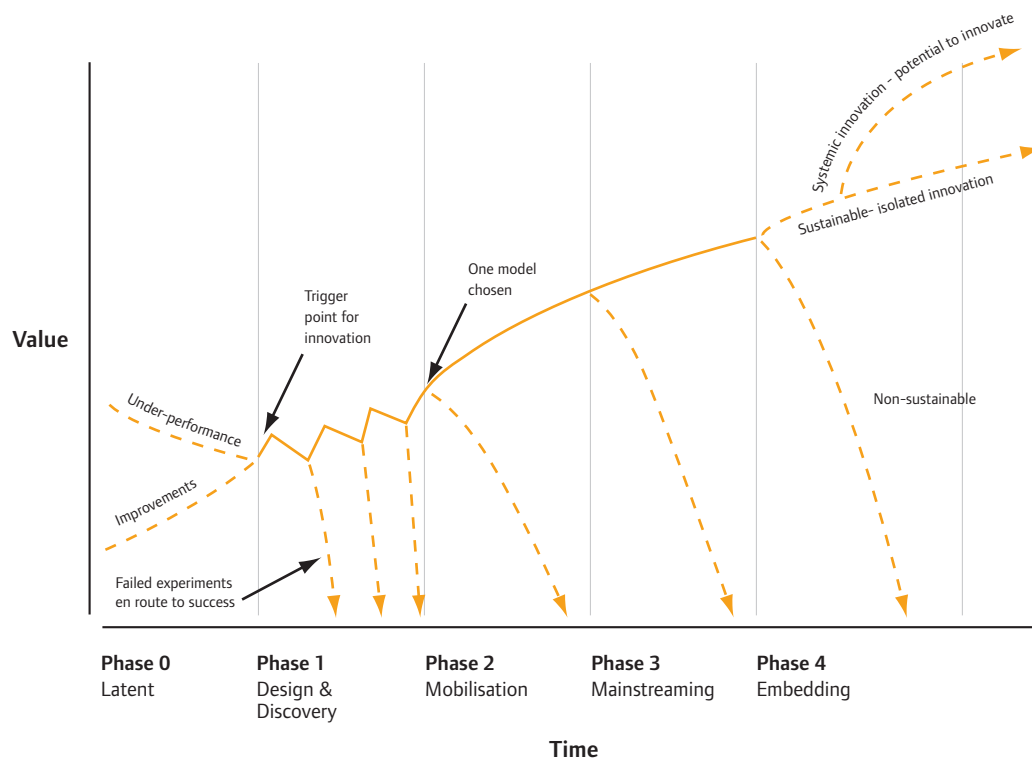 Systemic innovation - potential to innovate
Sustainable- isolated innovation
One model
chosen
Trigger
point for
innovation
Value
Under-performance
Non-sustainable
Improvements
Failed experiments
en route to success
Phase 0
Latent
Phase 1
Design &
Discovery
Phase 2
Mobilisation
Phase 3
Mainstreaming
Phase 4
Embedding
Time